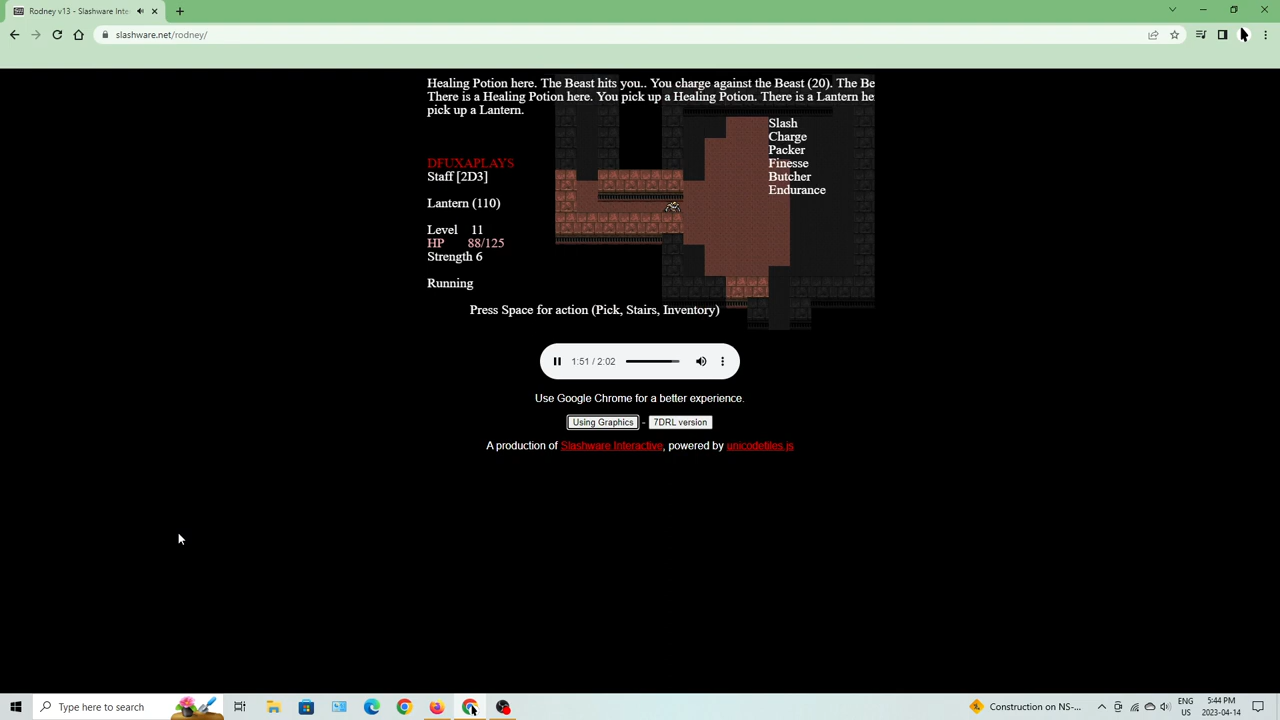 Rodney v13 - Slashware Inte
slashware.net/rodney/
Healing Potion here. The Beast hits you.. You charge against the Beast (20). The Be
There is a Healing Potion here. You pick up a Healing Potion. There is a Lantern he
pick up a Lantern.
Slash
Charge
Packer
Finesse
Butcher
Endurance
DFUXAPLAYS
Staff [2D3]
Lantern (110)
Level 11
HP 88/125
Strength 6
Running
Press Space for action (Pick, Stairs, Inventory)
1:51 / 2:02
Use Google Chrome for a better experience.
Using Graphics - 7DRL version
A production of Slashware Interactive, powered by unicodetiles.js
Type here to search
Construction on NS-...
ENG
US
5:44 PM
2023-04-14